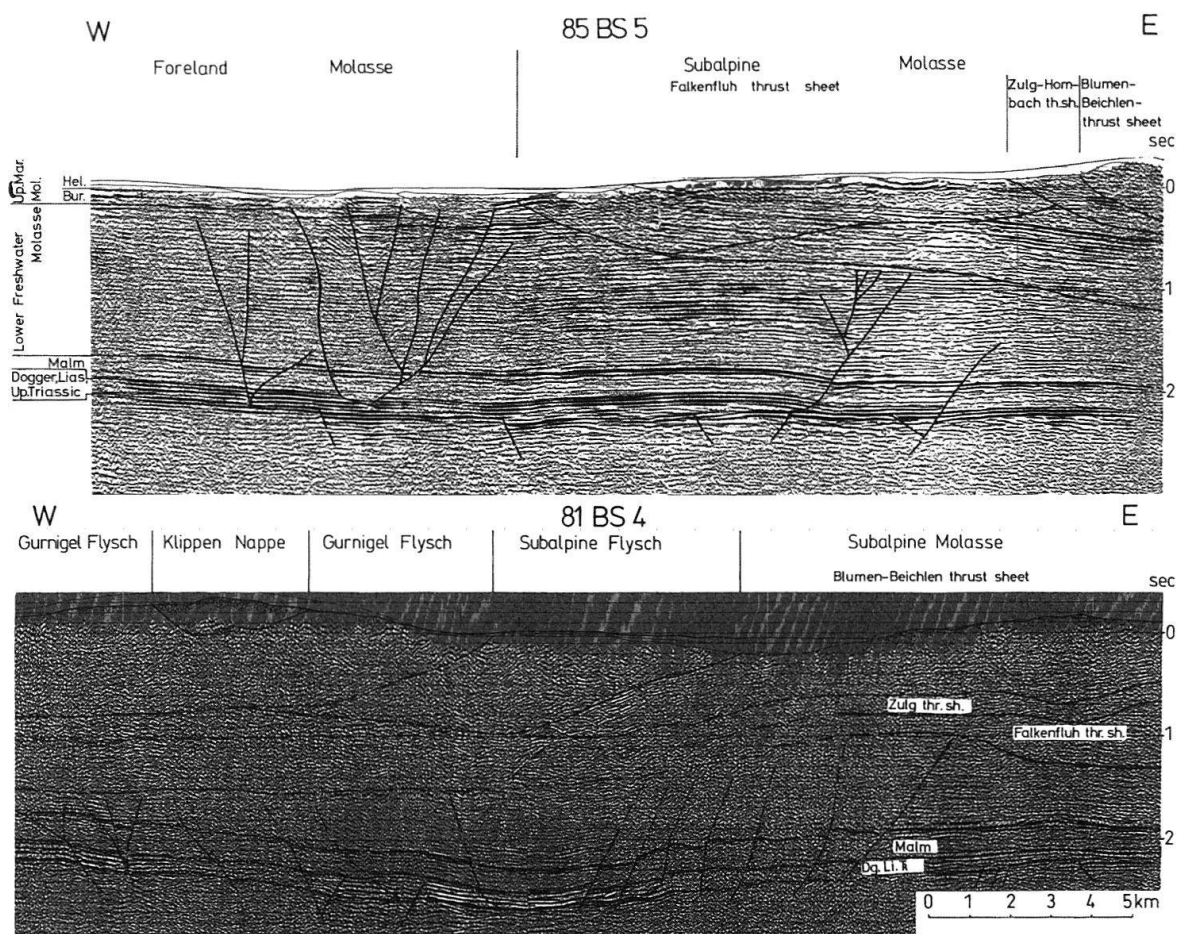 W 85 BS 5 E
Foreland Molasse Subalpine Molasse
Falkenfluh thrust sheet
Zulg-Horn-
bach th.sh.
Blumen-
Beichlen-
thrust sheet
sec
Up.Mar.
Mol.
Hel.
Bur.
Lower Freshwater
Molasse
Malm
Dogger,Lias,
Up.Triassic
0
1
2
W 81 BS 4 E
Gurnigel Flysch Klippen Nappe Gurnigel Flysch Subalpine Flysch Subalpine Molasse
Blumen-Beichlen thrust sheet
sec
0
Zulg thr. sh.
Falkenfluh thr. sh.
1
2
Malm
Dg. Li. Ŧ
0 1 2 3 4 5km